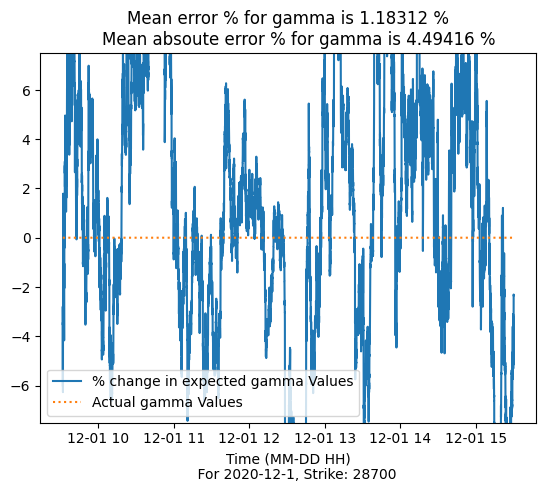 Mean error % for gamma is 1.18312 %
Mean absoute error % for gamma is 4.49416 %
6
4
2
0
−2
−4
−6
% change in expected gamma Values
Actual gamma Values
12-01 10
12-01 11
12-01 12
12-01 13
12-01 14
12-01 15
Time (MM-DD HH)
For 2020-12-1, Strike: 28700